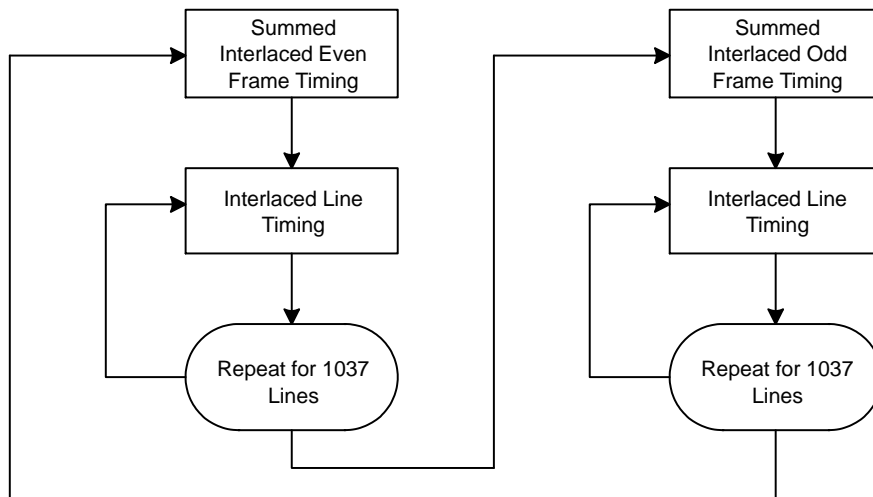 Summed
Interlaced Even
Frame Timing
Interlaced Line
Timing
Repeat for 1037
Lines
Summed
Interlaced Odd
Frame Timing
Interlaced Line
Timing
Repeat for 1037
Lines